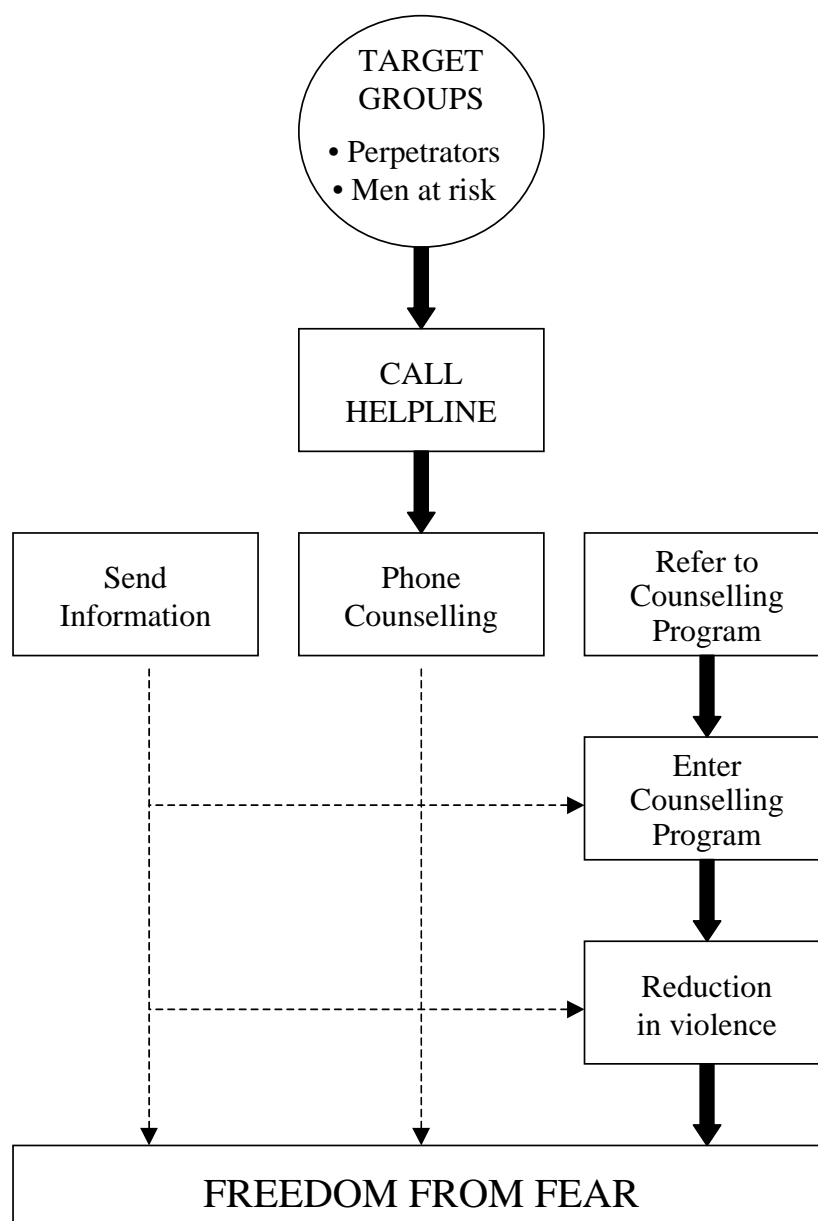 TARGET
GROUPS
• Perpetrators
• Men at risk
CALL
HELPLINE
Send
Information
Phone
Counselling
Refer to
Counselling
Program
Enter
Counselling
Program
Reduction
in violence
FREEDOM FROM FEAR